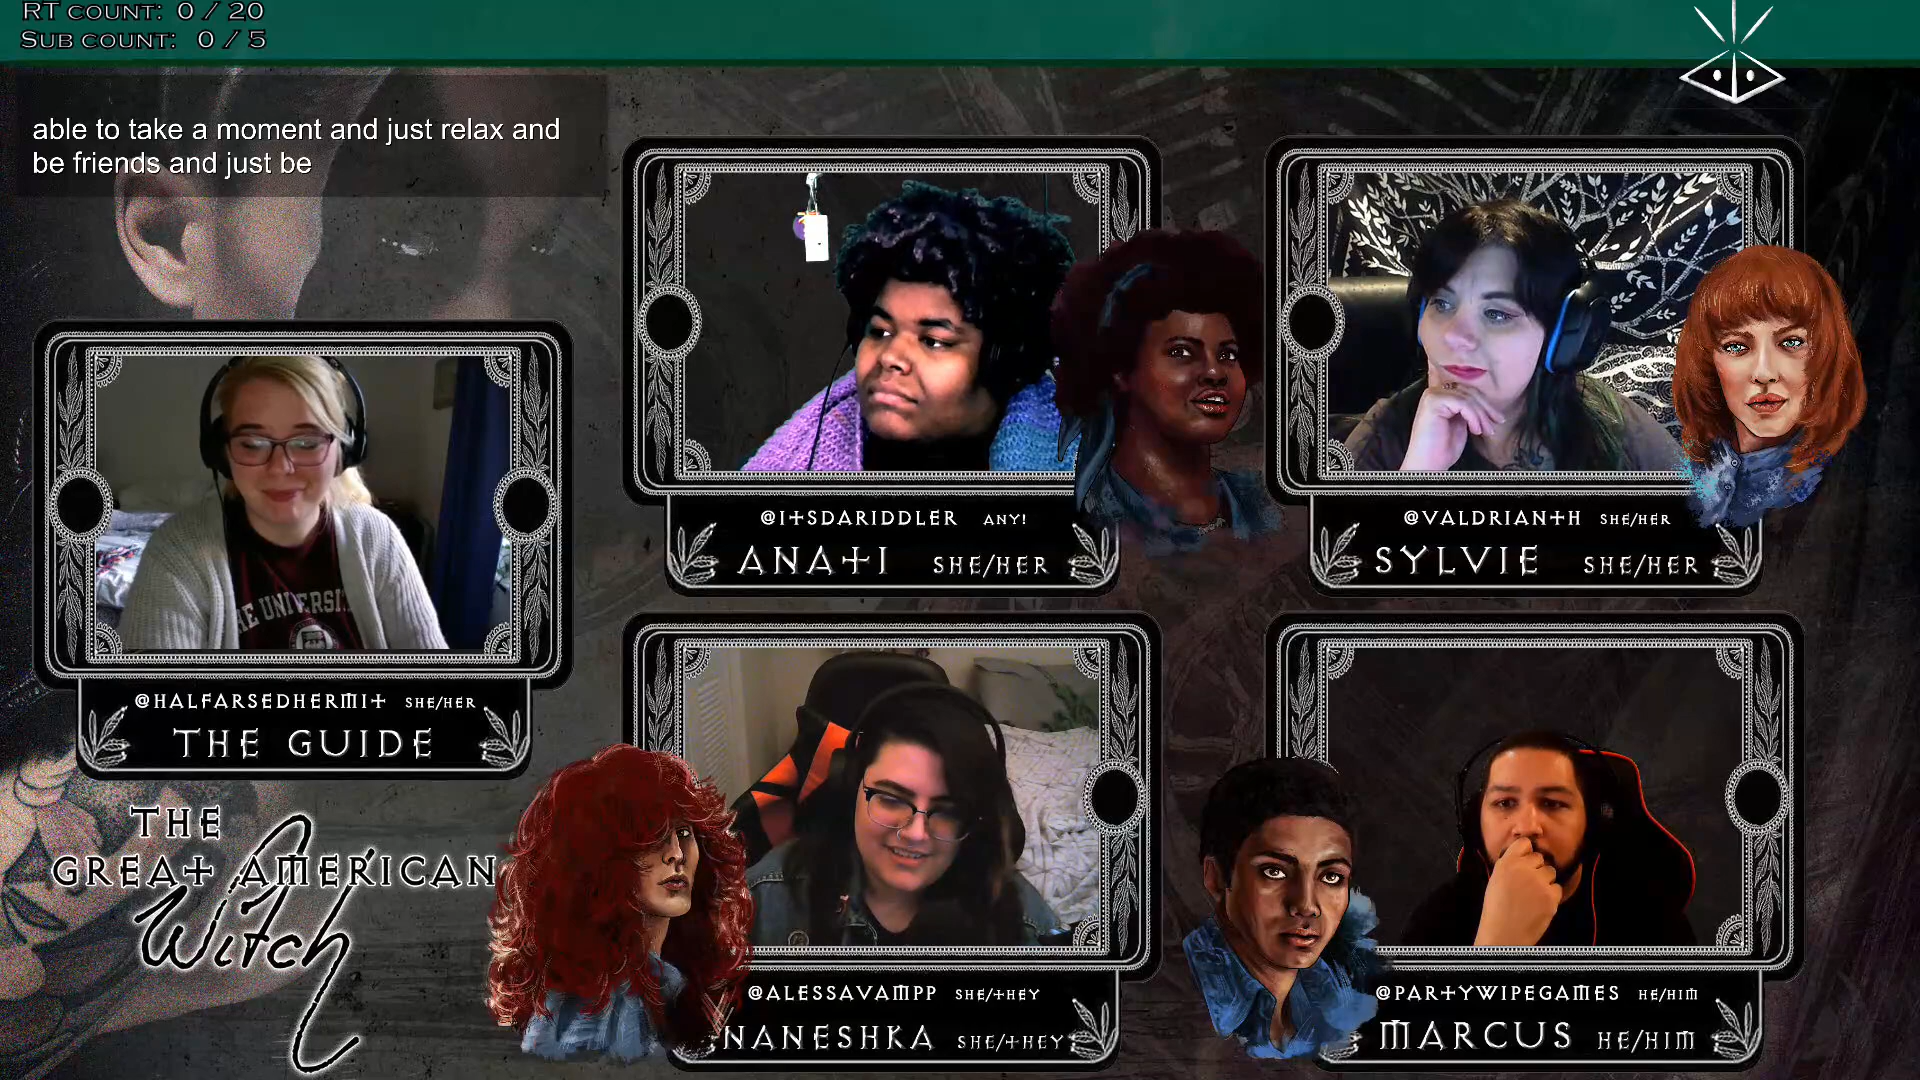 RT COUNT: 0 / 20
SUB COUNT: 0 / 5
able to take a moment and just relax and
be friends and just be
@ITSDARIDDLER ANY!
ANATI SHE/HER
@VALDRIANTH SHE/HER
SYLVIE SHE/HER
HE UNIVERSI
@HALFARSEDHERMIT SHE/HER
THE GUIDE
THE
GREAT AMERICAN
Witch
@ALESSAVAMPP SHE/THEY
NANESHKA SHE/THEY
@PARTYWIPEGAMES HE/HIM
MARCUS HE/HIM